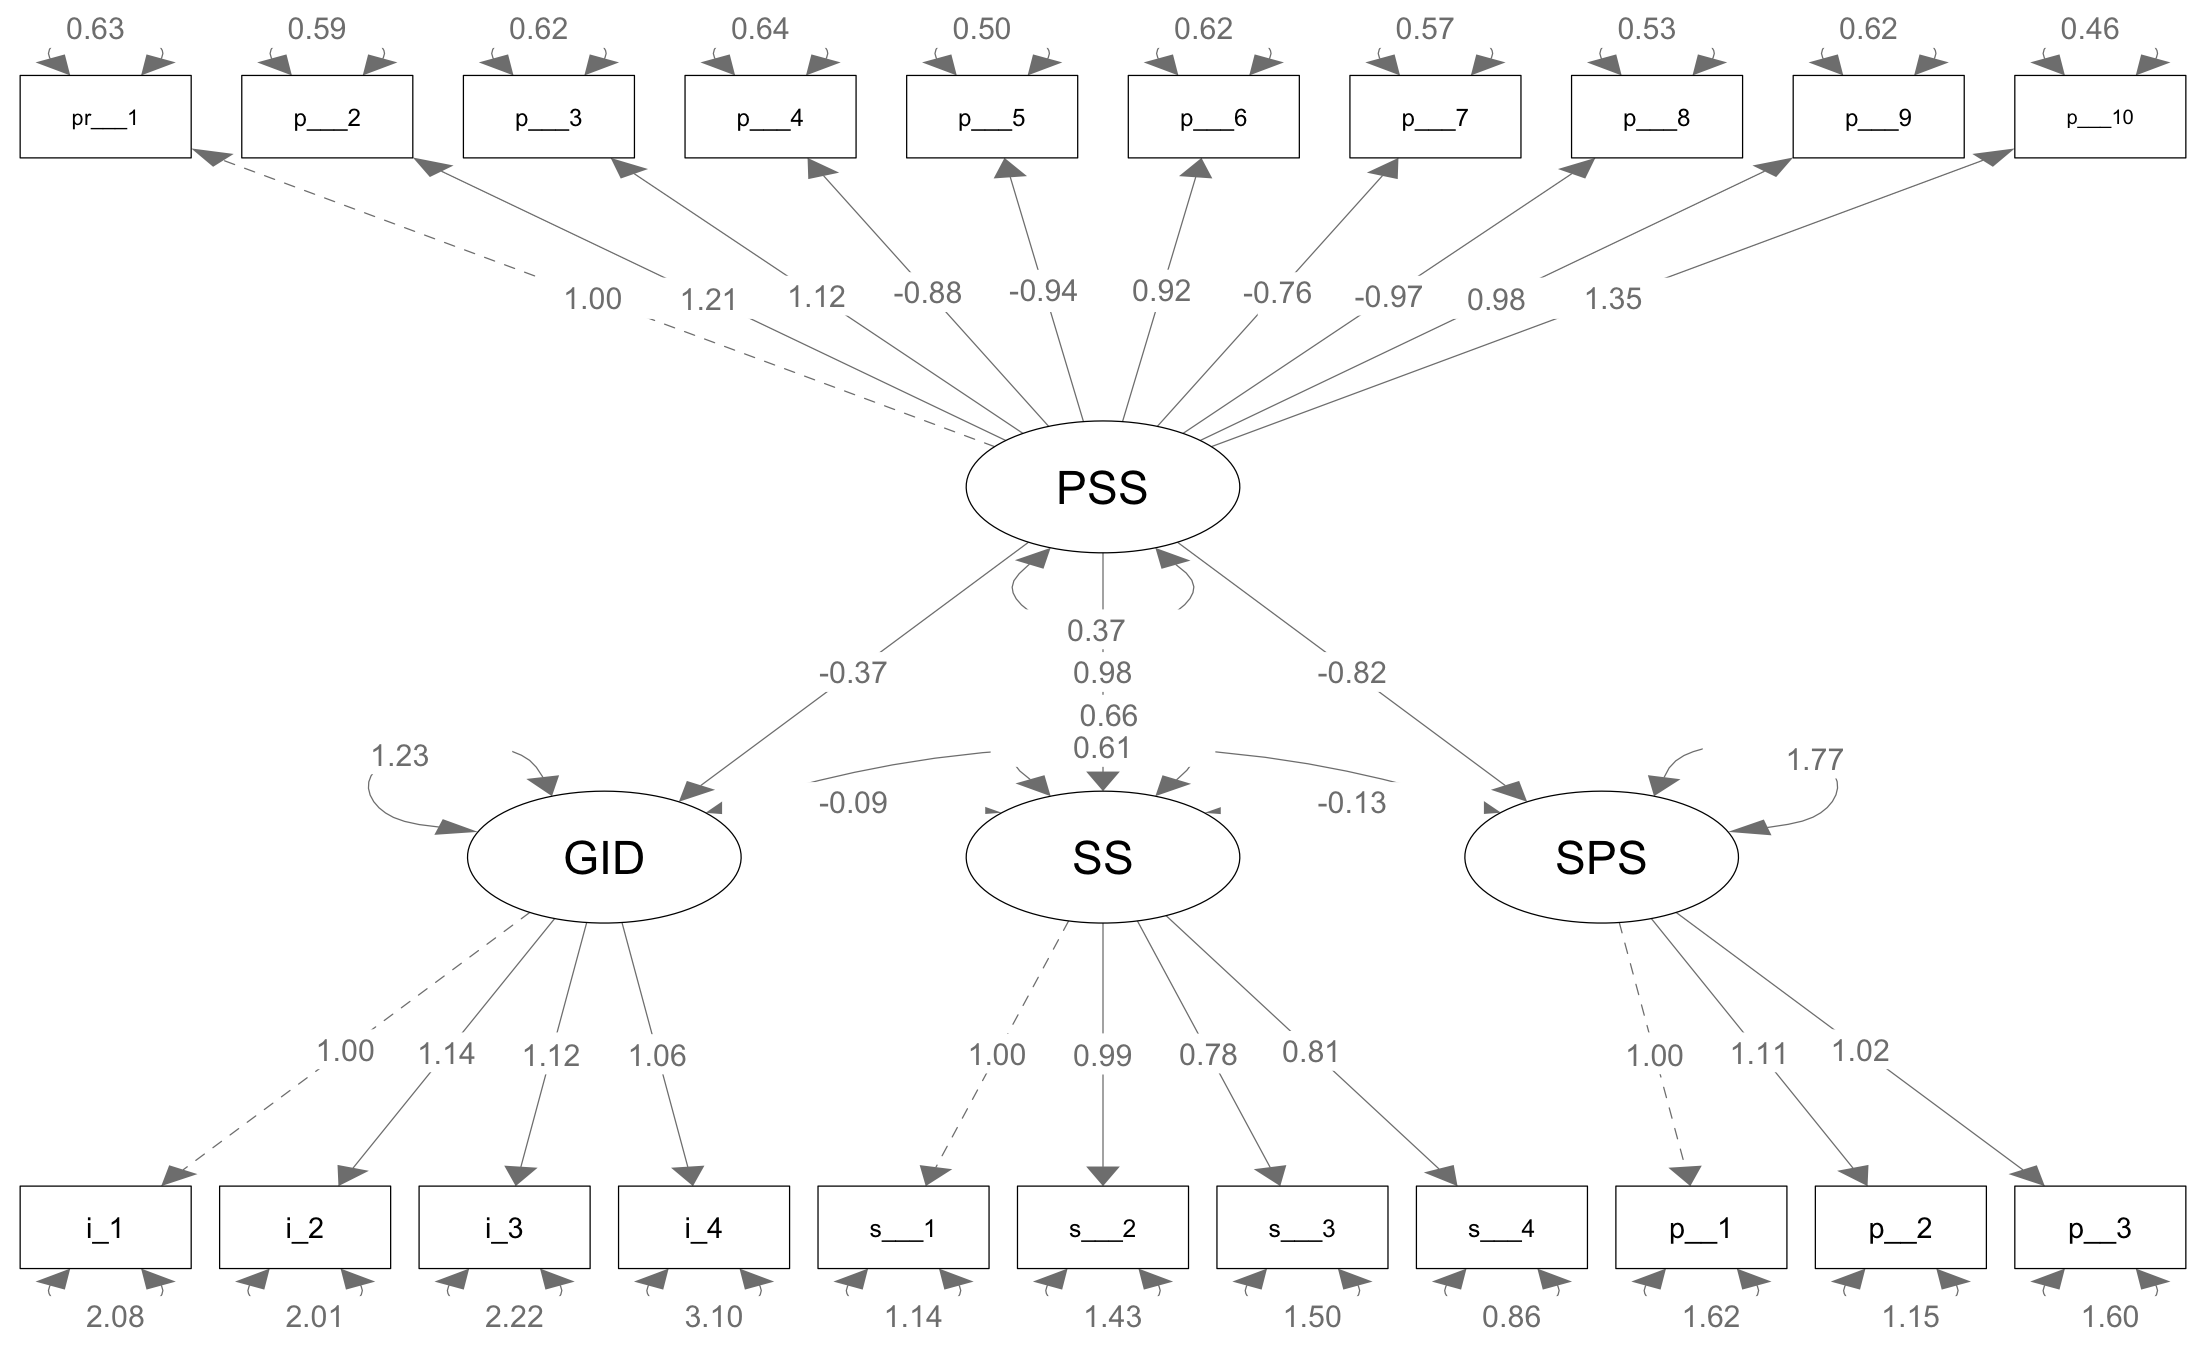 0.63 0.59 0.62 0.64 0.50 0.62 0.57 0.53 0.62 0.46
pr___1 p___2 p___3 p___4 p___5 p___6 p___7 p___8 p___9 p___10
1.00 1.21 1.12 -0.88 -0.94 0.92 -0.76 -0.97 0.98 1.35
PSS
0.37
-0.37 0.98 -0.82
0.66
1.23 0.61 1.77
-0.09 -0.13
GID SS SPS
1.00 1.14 1.12 1.06 1.00 0.99 0.78 0.81 1.00 1.11 1.02
i_1 i_2 i_3 i_4 s___1 s___2 s___3 s___4 p__1 p__2 p__3
2.08 2.01 2.22 3.10 1.14 1.43 1.50 0.86 1.62 1.15 1.60